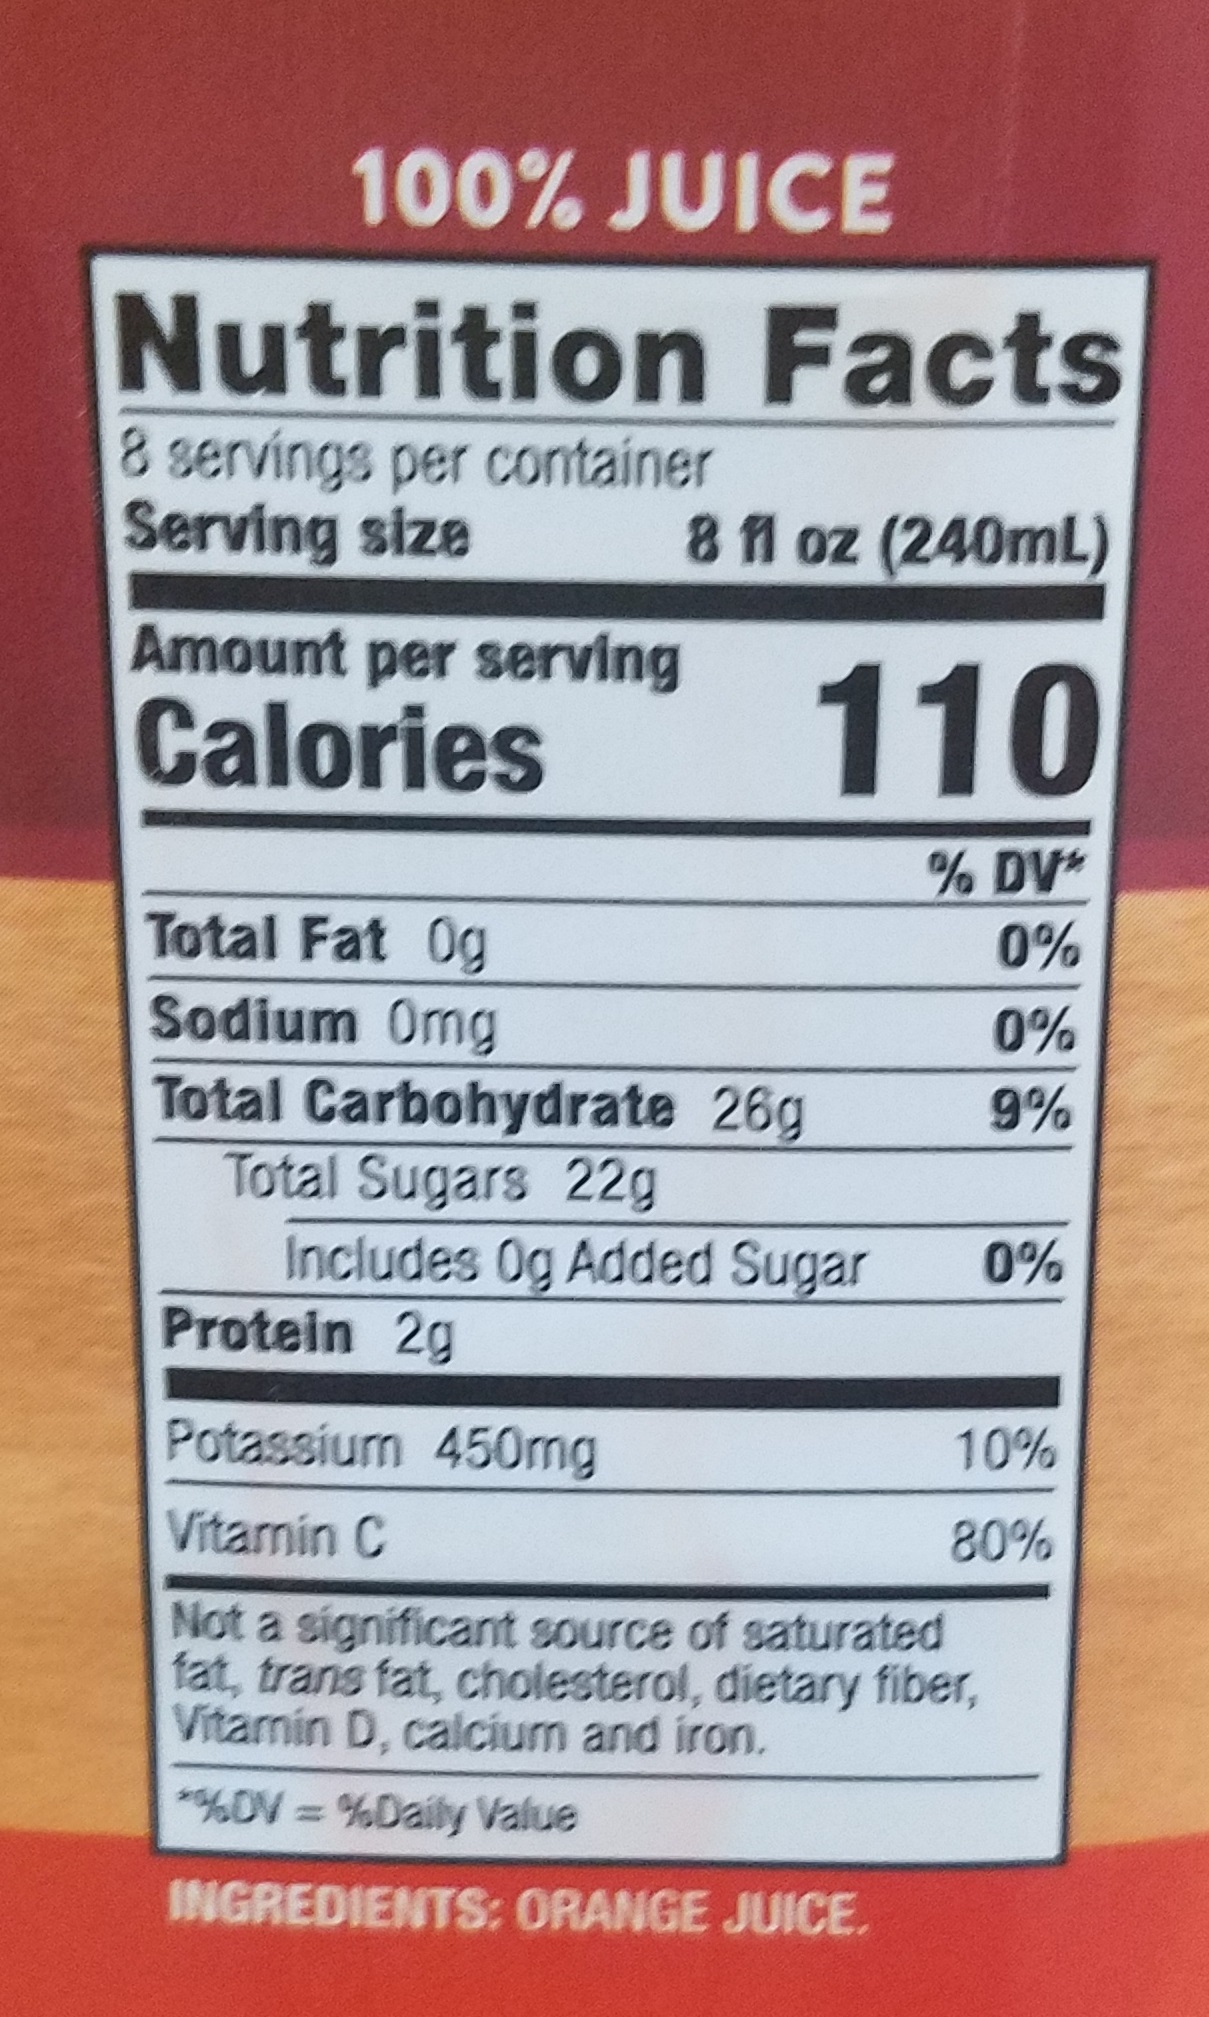 100% JUICE
Nutrition Facts
8 servings per container
Serving size 8 fl oz (240mL)
Amount per serving
Calories 110
% DV*
Total Fat 0g 0%
Sodium 0mg 0%
Total Carbohydrate 26g 9%
Total Sugars 22g
Includes 0g Added Sugar 0%
Protein 2g
Potassium 450mg 10%
Vitamin C 80%
Not a significant source of saturated
fat, trans fat, cholesterol, dietary fiber,
Vitamin D, calcium and iron.
*%DV = %Daily Value
INGREDIENTS: ORANGE JUICE.